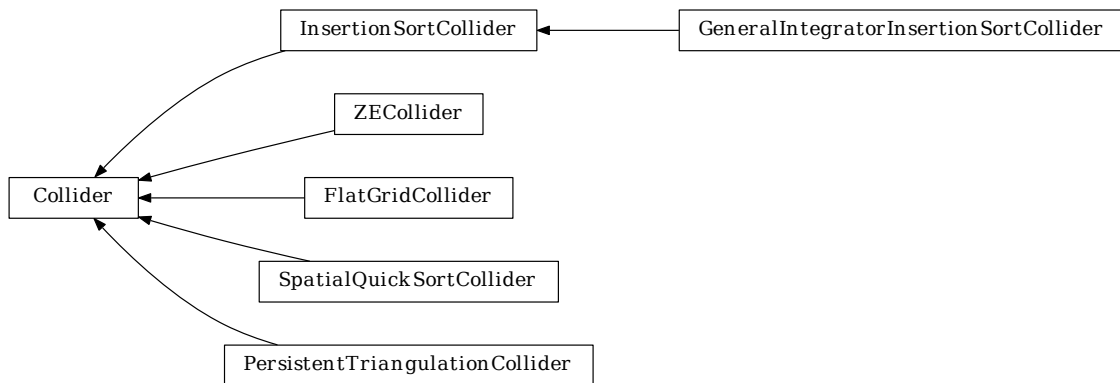 InsertionSortCollider
GeneralIntegratorInsertionSortCollider
ZECollider
Collider
FlatGridCollider
SpatialQuickSortCollider
PersistentTriangulationCollider